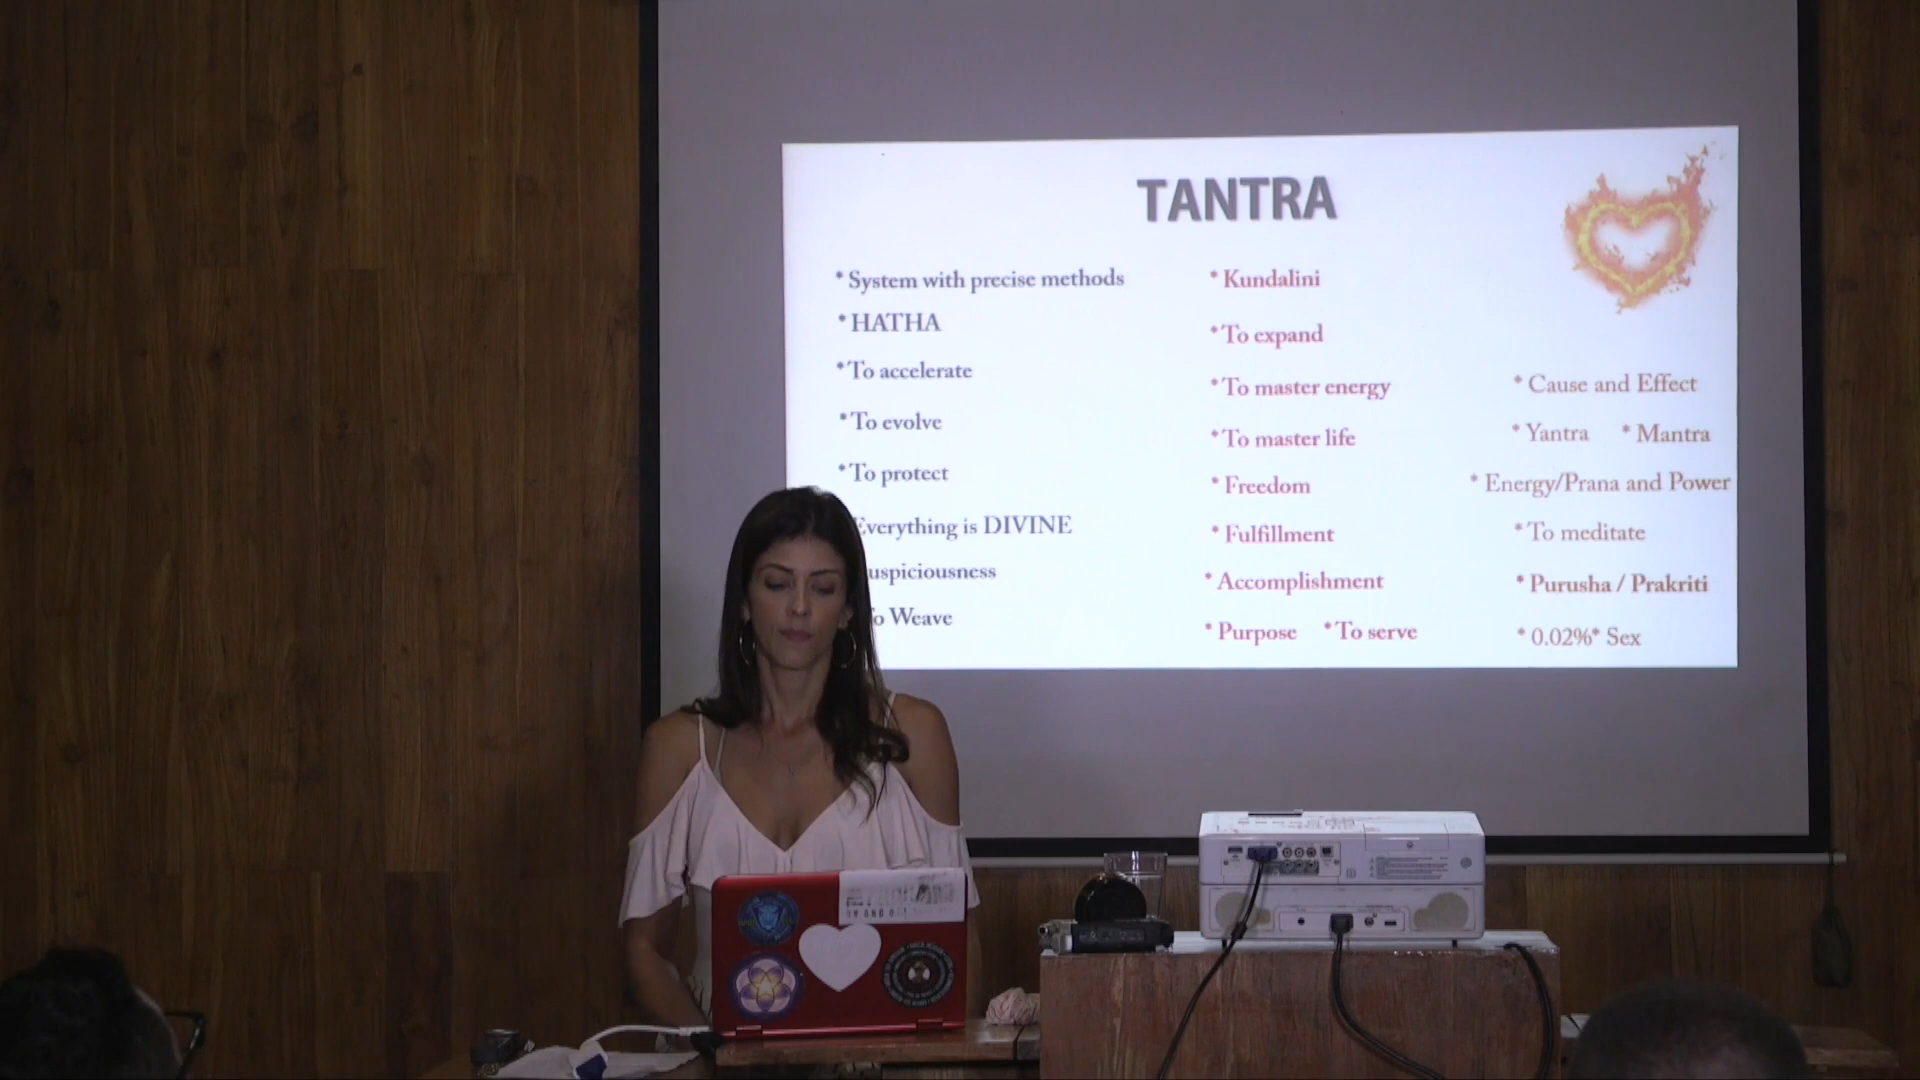 TANTRA
* System with precise methods
* HATHA
* To accelerate
* To evolve
* To protect
Everything is DIVINE
uspiciousness
o Weave
* Kundalini
* To expand
* To master energy
* To master life
* Freedom
* Fulfillment
* Accomplishment
* Purpose * To serve
* Cause and Effect
* Yantra * Mantra
* Energy/Prana and Power
* To meditate
* Purusha / Prakriti
* 0.02%* Sex